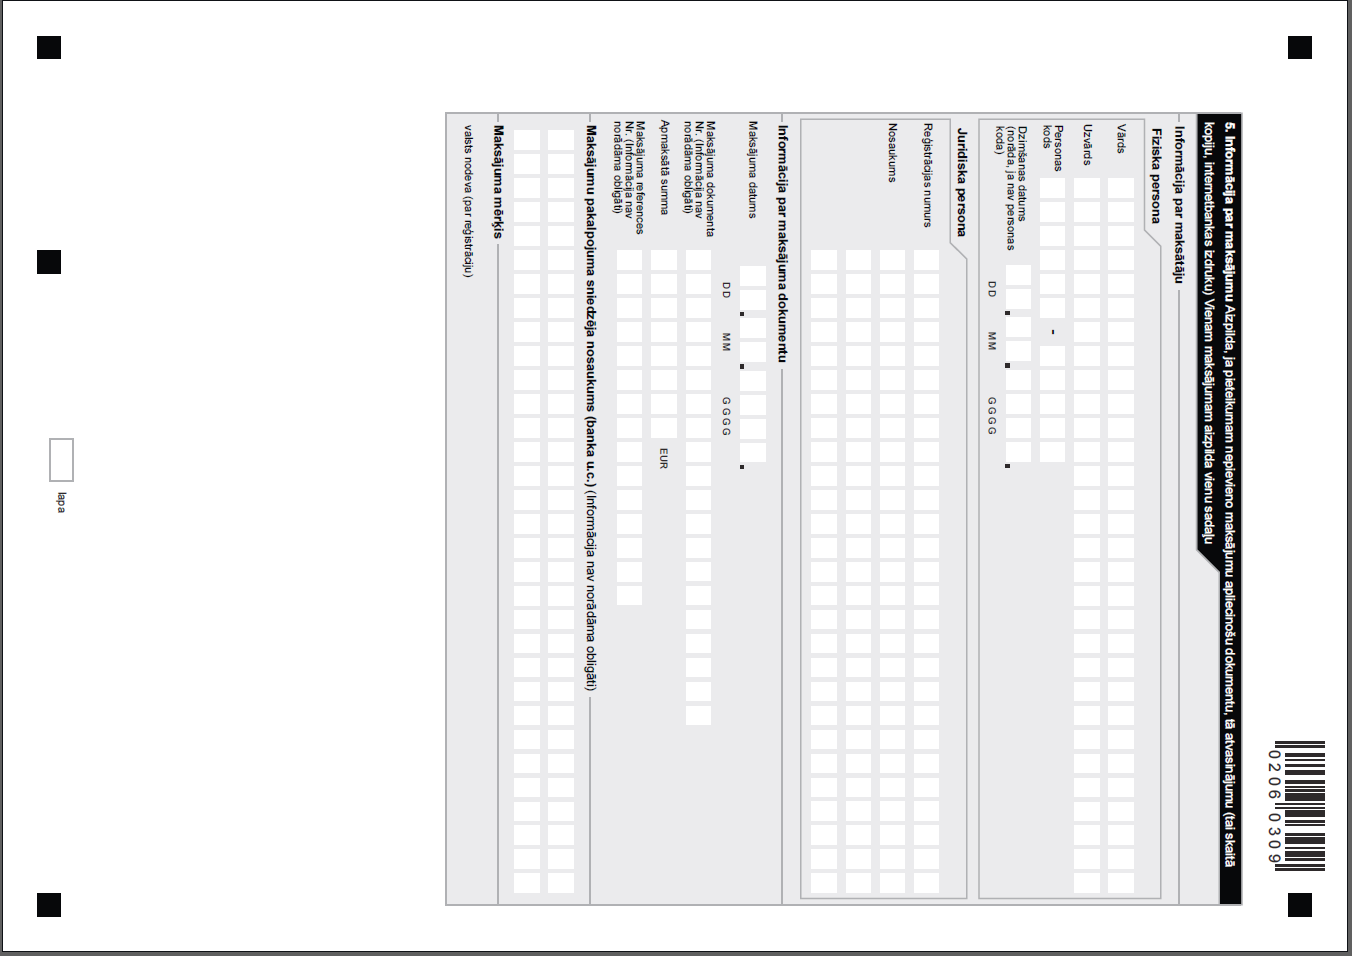 0206 0309
5. Informācija par maksājumu Aizpilda, ja pieteikumam nepievieno maksājumu apliecinošu dokumentu, tā atvasinājumu (tai skaitā
kopiju, internetbankas izdruku) Vienam maksājumam aizpilda vienu sadaļu
Informācija par maksātāju
Fiziska persona
Vārds
Uzvārds
Personas
kods
-
Dzimšanas datums
(norāda, ja nav personas
koda)
. . .
DD MM GGGG
Juridiska persona
Reģistrācijas numurs
Nosaukums
Informācija par maksājuma dokumentu
Maksājuma datums
. . .
DD MM GGGG
Maksājuma dokumenta
Nr. (Informācija nav
norādāma obligāti)
Apmaksātā summa
EUR
Maksājuma references
Nr. (Informācija nav
norādāma obligāti)
Maksājumu pakalpojuma sniedzēja nosaukums (banka u.c.) (Informācija nav norādāma obligāti)
Maksājuma mērķis
valsts nodeva (par reģistrāciju)
lapa